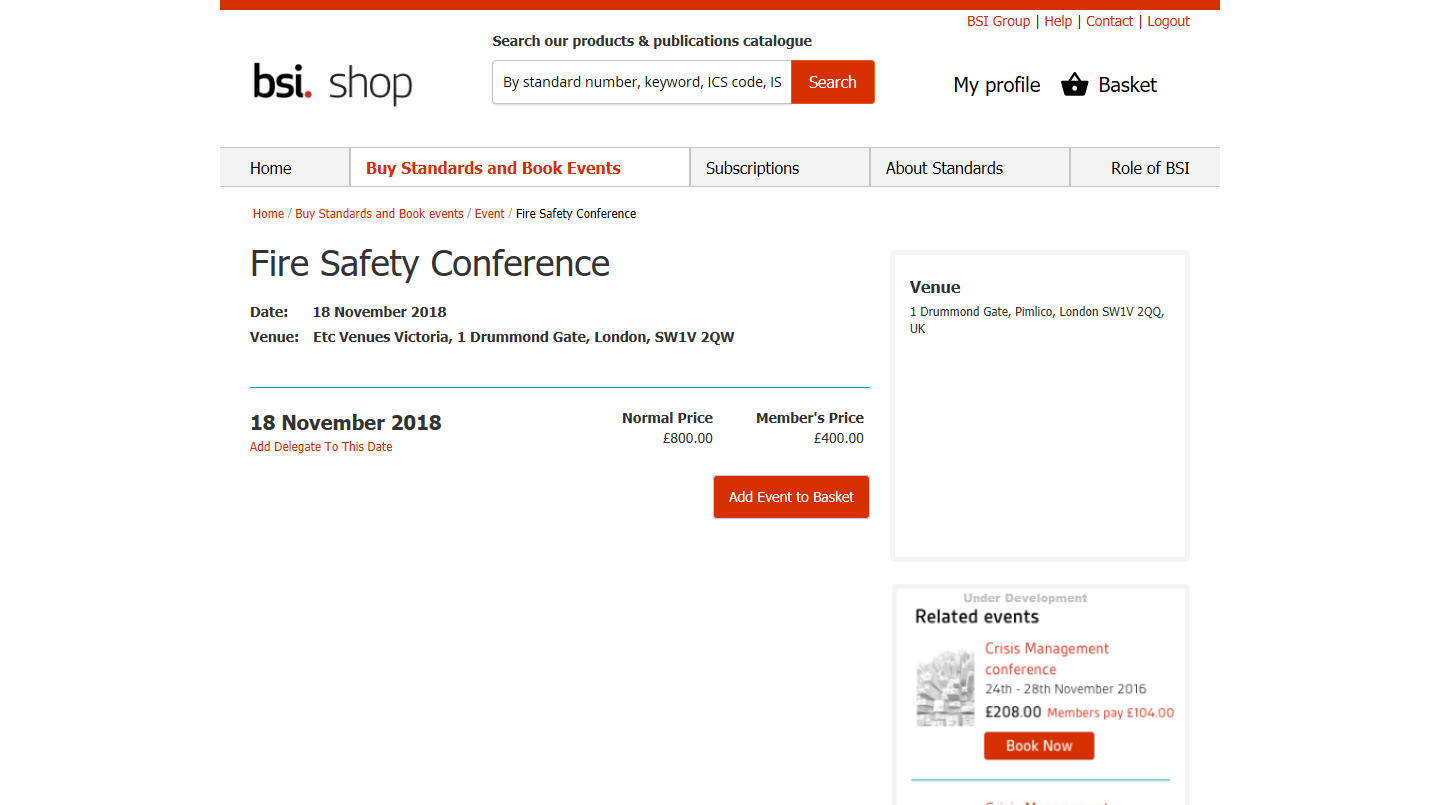 BSI Group | Help | Contact | Logout
Search our products & publications catalogue
bsi. shop
By standard number, keyword, ICS code, IS
Search
My profile
Basket
Home
Buy Standards and Book Events
Subscriptions
About Standards
Role of BSI
Home / Buy Standards and Book events / Event / Fire Safety Conference
Fire Safety Conference
Date: 18 November 2018
Venue: Etc Venues Victoria, 1 Drummond Gate, London, SW1V 2QW
18 November 2018
Add Delegate To This Date
Normal Price
£800.00
Member's Price
£400.00
Add Event to Basket
Venue
1 Drummond Gate, Pimlico, London SW1V 2QQ,
UK
Under Development
Related events
Crisis Management
conference
24th - 28th November 2016
£208.00 Members pay £104.00
Book Now